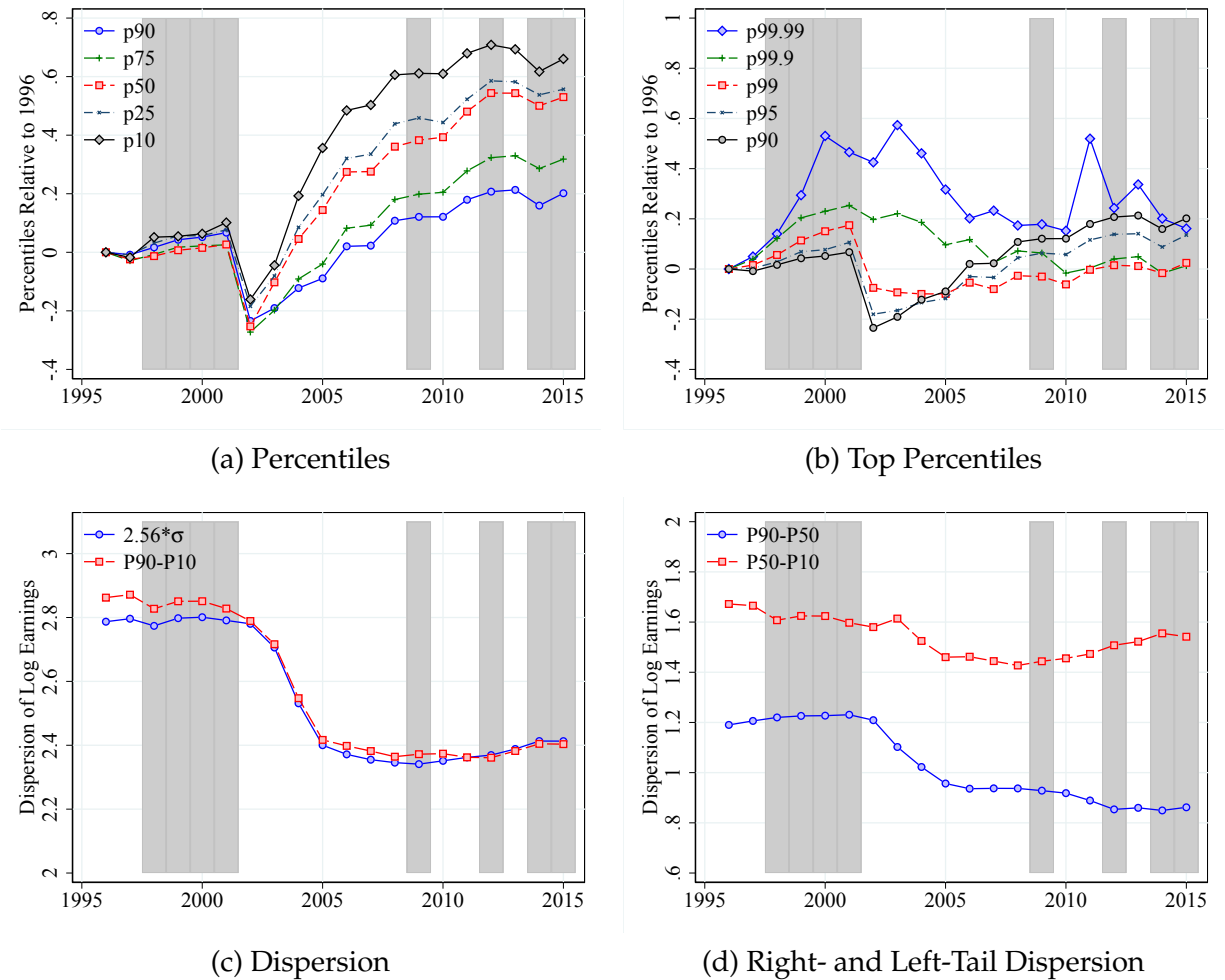 .8
.6
.4
.2
0
-.2
-.4
Percentiles Relative to 1996
p90
p75
p50
p25
p10
1995 2000 2005 2010 2015
(a) Percentiles
1
.8
.6
.4
.2
0
-.2
-.4
Percentiles Relative to 1996
p99.99
p99.9
p99
p95
p90
1995 2000 2005 2010 2015
(b) Top Percentiles
3
2.8
2.6
2.4
2.2
2
Dispersion of Log Earnings
2.56*σ
P90-P10
1995 2000 2005 2010 2015
(c) Dispersion
2
1.8
1.6
1.4
1.2
1
.8
.6
Dispersion of Log Earnings
P90-P50
P50-P10
1995 2000 2005 2010 2015
(d) Right- and Left-Tail Dispersion